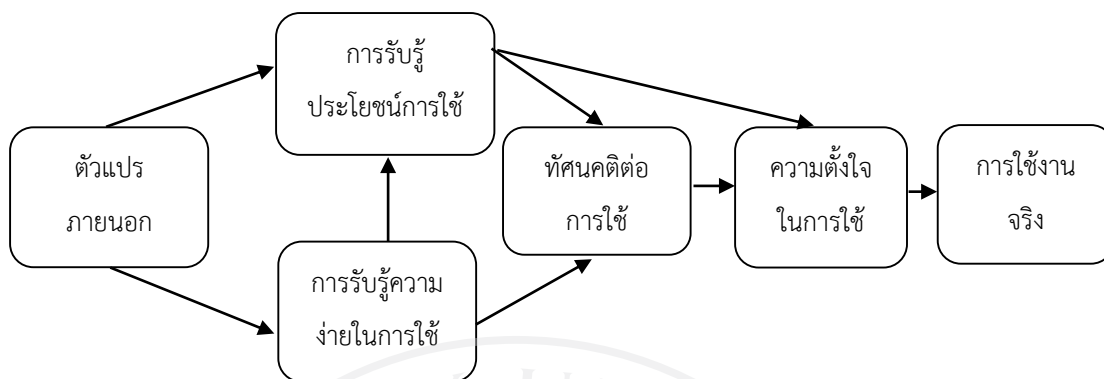 การรับรู้
ประโยชน์การใช้
ตัวแปร
ภายนอก
การรับรู้ความ
ง่ายในการใช้
ทัศนคติต่อ
การใช้
ความตั้งใจ
ในการใช้
การใช้งาน
จริง